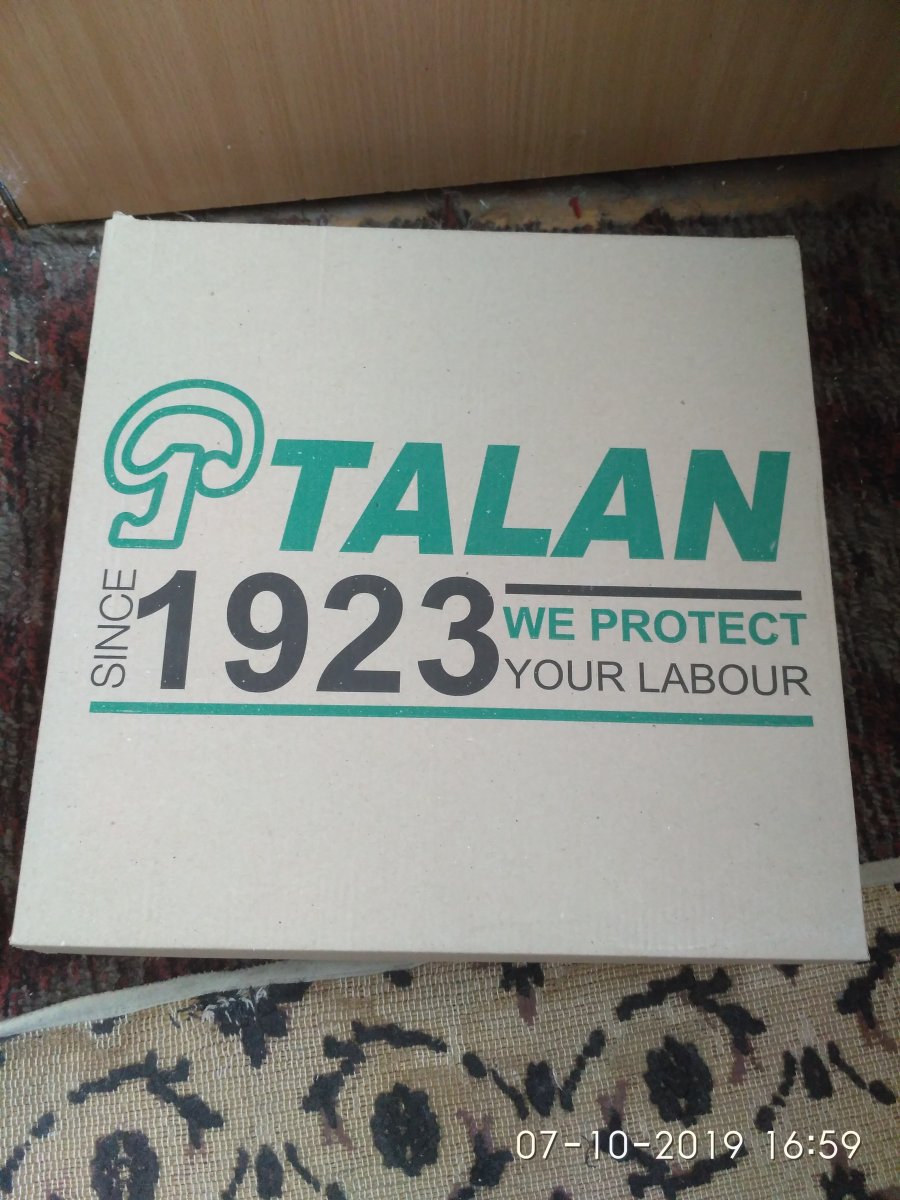 TALAN
SINCE 1923
WE PROTECT
YOUR LABOUR
07-10-2019 16:59